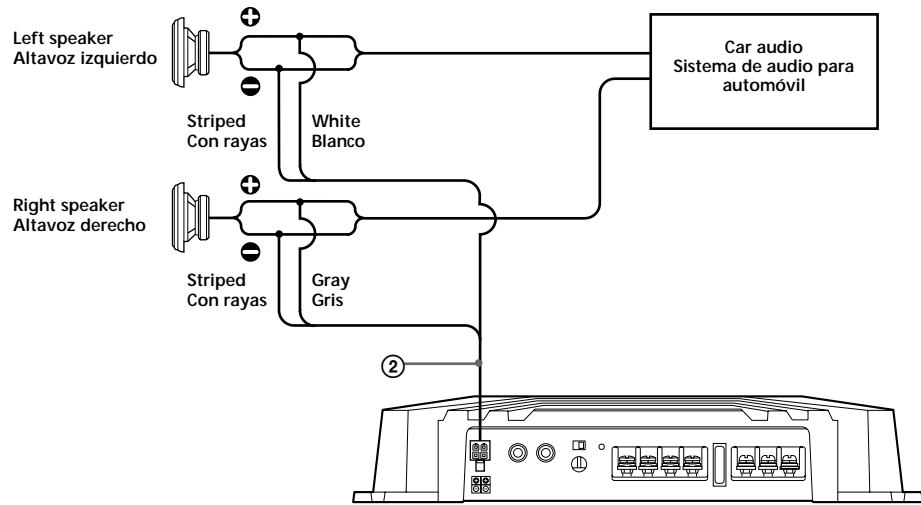 Left speaker
Altavoz izquierdo
Car audio
Sistema de audio para
automóvil
Striped
Con rayas
White
Blanco
Right speaker
Altavoz derecho
Striped
Con rayas
Gray
Gris
2